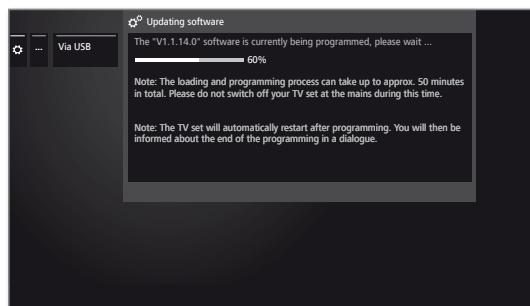 Updating software
... Via USB
The "V1.1.14.0" software is currently being programmed, please wait ...
60%
Note: The loading and programming process can take up to approx. 50 minutes
in total. Please do not switch off your TV set at the mains during this time.
Note: The TV set will automatically restart after programming. You will then be
informed about the end of the programming in a dialogue.